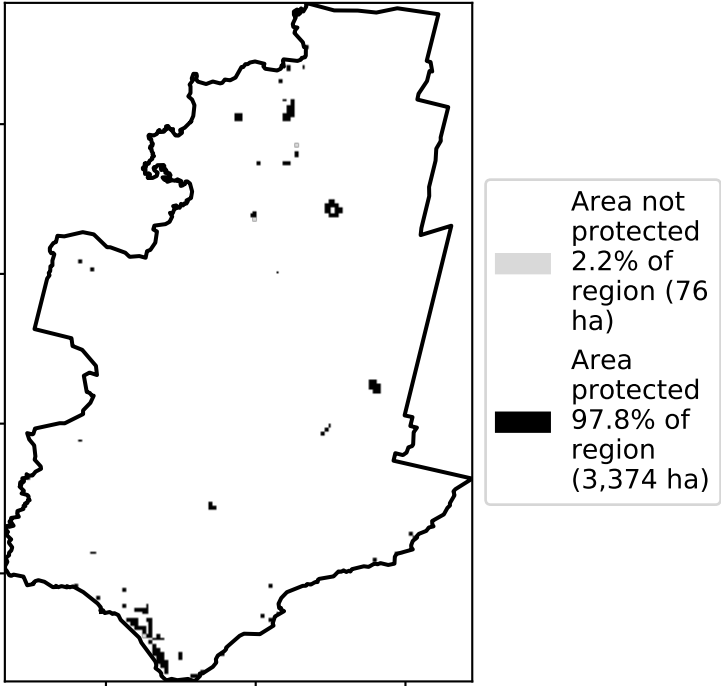 Area not
protected
2.2% of
region (76
ha)
Area
protected
97.8% of
region
(3,374 ha)